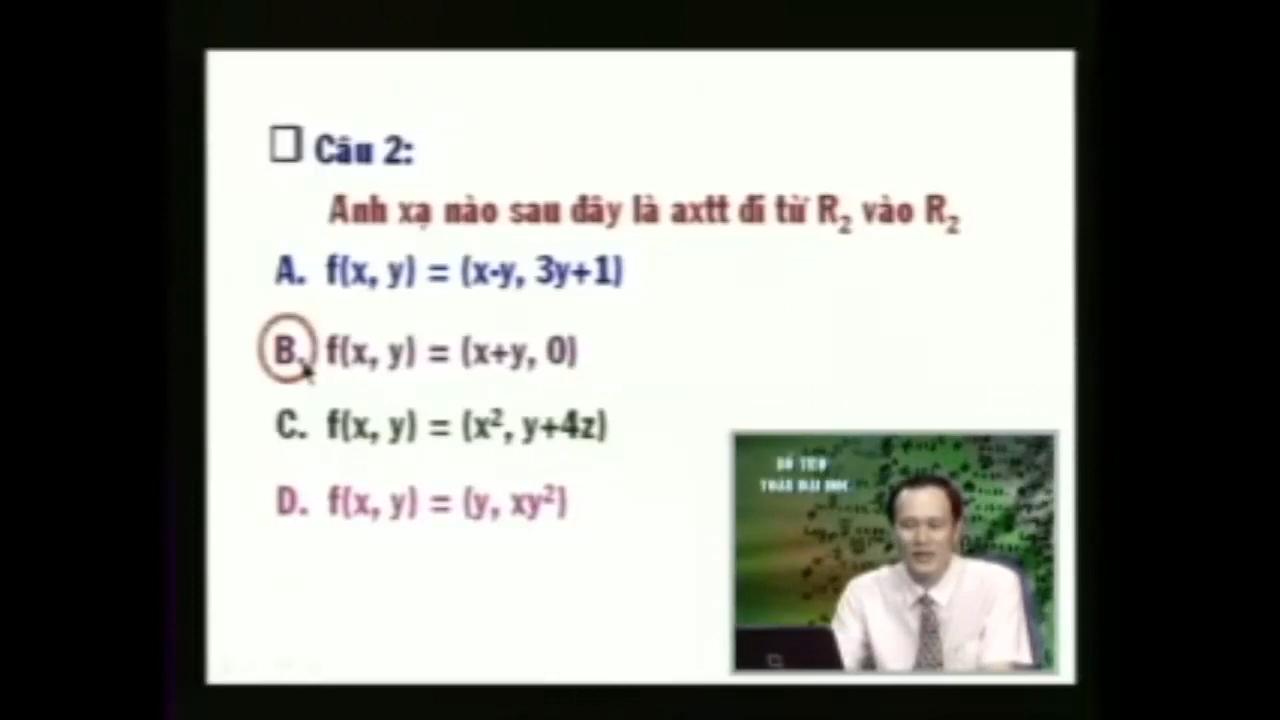 Câu 2:
Ánh xạ nào sau đây là axtt đi từ R₂ vào R₂
A. f(x, y) = (x-y, 3y+1)
B. f(x, y) = (x+y, 0)
C. f(x, y) = (x², y+4z)
D. f(x, y) = (y, xy²)